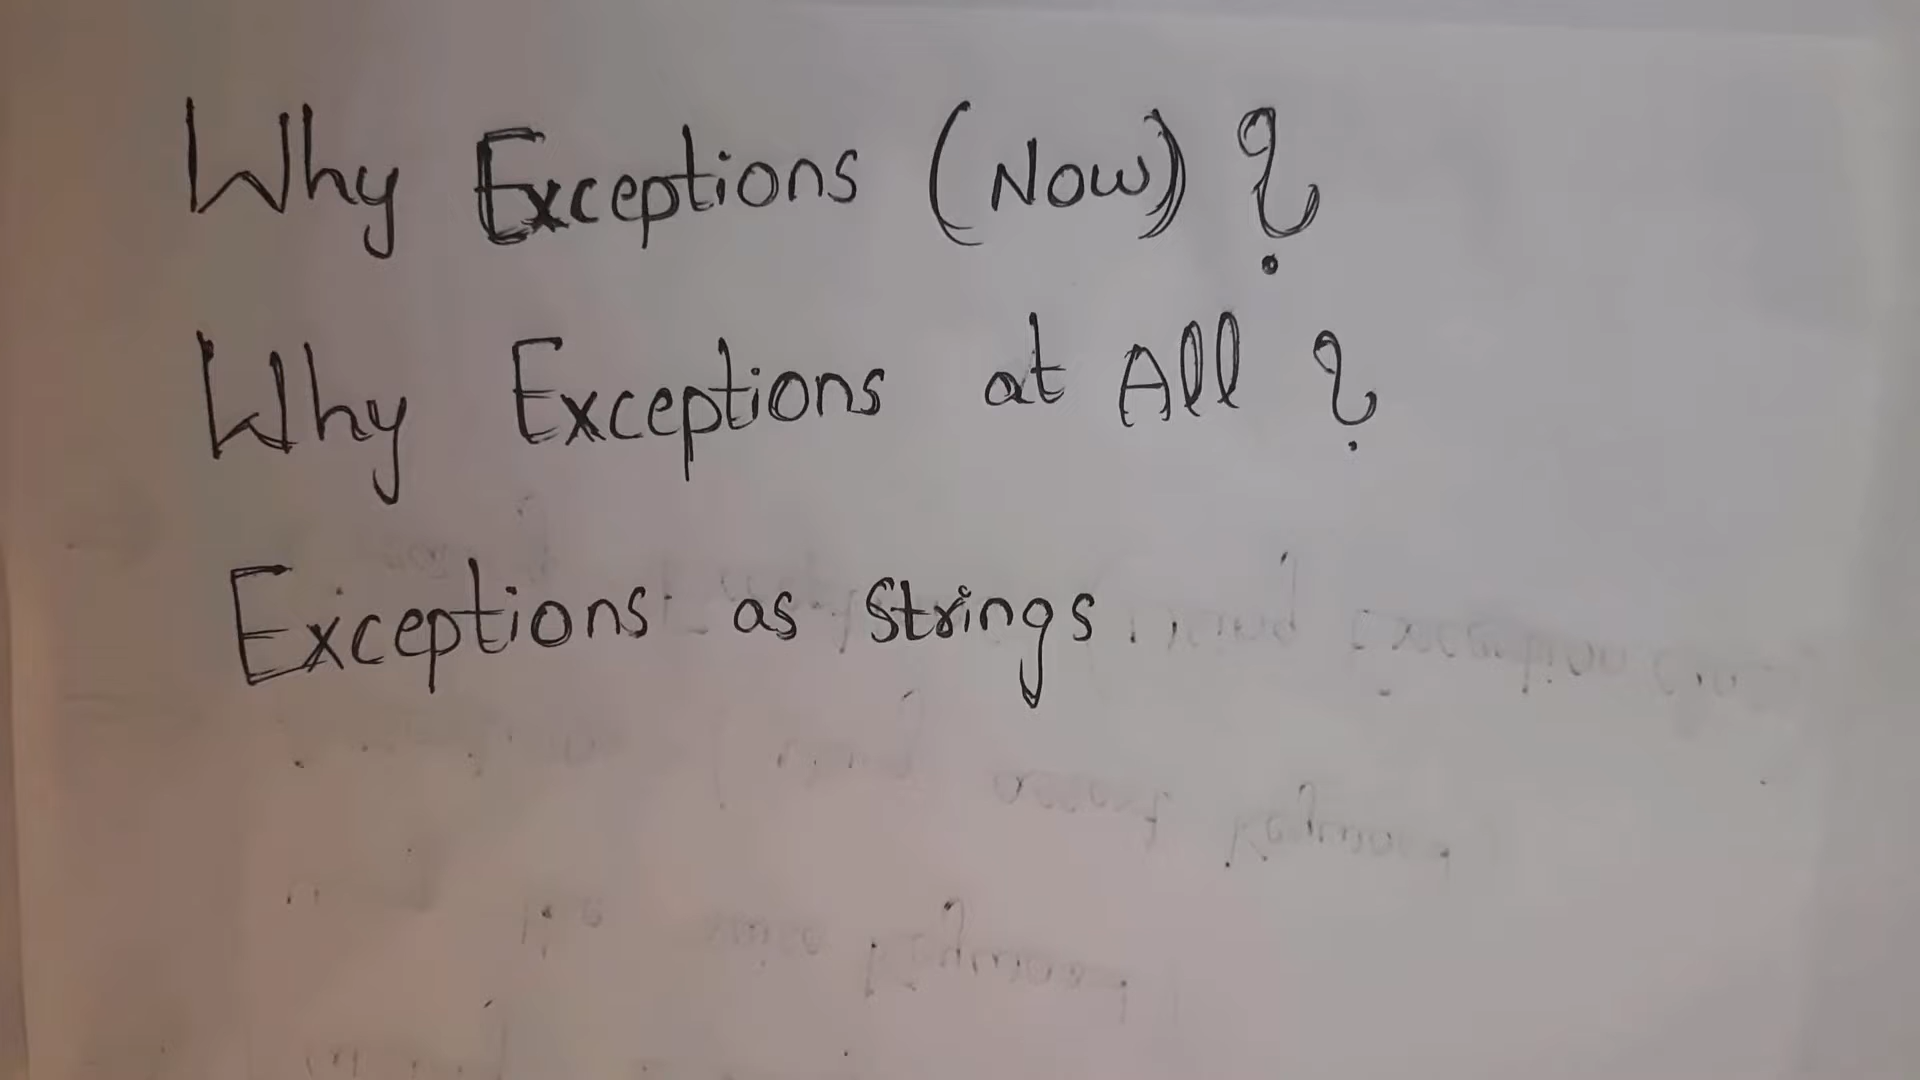 Why Exceptions (Now) ?
Why Exceptions at All ?
Exceptions as strings.